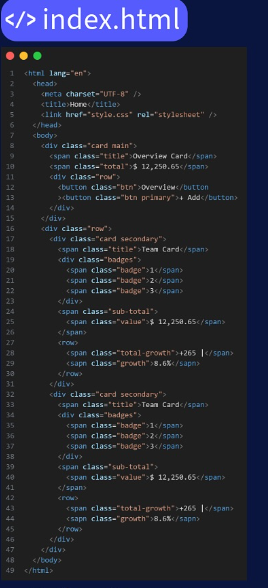 </> index.html
1 <html lang="en">
2 <head>
3 <meta charset="UTF-8" />
4 <title>Home</title>
5 <link href="style.css" rel="stylesheet" />
6 </head>
7 <body>
8 <div class="card main">
9 <span class="title">Overview Card</span>
10 <span class="total">$ 12,250.65</span>
11 <div class="row">
12 <button class="btn">Overview</button
13 ><button class="btn primary">+ Add</button>
14 </div>
15 </div>
16 <div class="row">
17 <div class="card secondary">
18 <span class="title">Team Card</span>
19 <div class="badges">
20 <span class="badge">1</span>
21 <span class="badge">2</span>
22 <span class="badge">3</span>
23 </div>
24 <span class="sub-total">
25 <span class="value">$ 12,250.65</span>
26 </span>
27 <row>
28 <span class="total-growth">+265 |</span>
29 <sapn class="growth">8.6%</span>
30 </row>
31 </div>
32 <div class="card secondary">
33 <span class="title">Team Card</span>
34 <div class="badges">
35 <span class="badge">1</span>
36 <span class="badge">2</span>
37 <span class="badge">3</span>
38 </div>
39 <span class="sub-total">
40 <span class="value">$ 12,250.65</span>
41 </span>
42 <row>
43 <span class="total-growth">+265 |</span>
44 <sapn class="growth">8.6%</span>
45 </row>
46 </div>
47 </div>
48 </body>
49 </html>